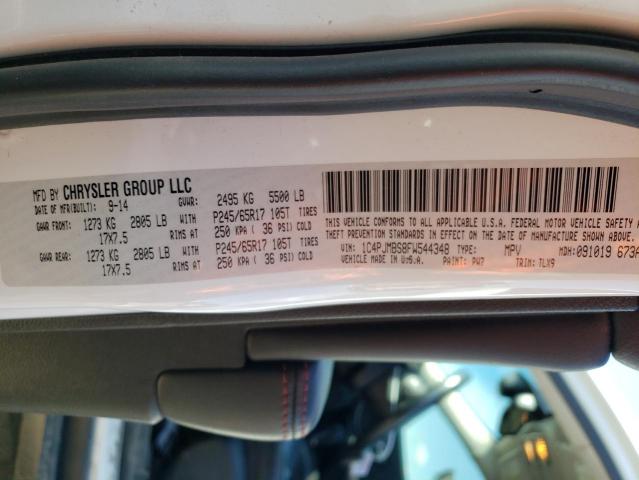 MFD BY CHRYSLER GROUP LLC
DATE OF MFR(BUILT): 9-14 GVWR: 2495 KG 5500 LB
GAWR FRONT: 1273 KG 2805 LB WITH P245/65R17 105T TIRES
17X7.5 RIMS AT 250 KPA ( 36 PSI) COLD
GAWR REAR: 1273 KG 2805 LB WITH P245/65R17 105T TIRES
17X7.5 RIMS AT 250 KPA ( 36 PSI) COLD
THIS VEHICLE CONFORMS TO ALL APPLICABLE U.S.A. FEDERAL MOTOR VEHICLE SAFETY
THEFT PREVENTION STANDARDS IN EFFECT ON THE DATE OF MANUFACTURE SHOWN AB
VIN: 1C4PJMBS8FW544348 TYPE: MPV MDH: 091019 673A
VEHICLE MADE IN U.S.A. PAINT: PW7 TRIM: TLX9